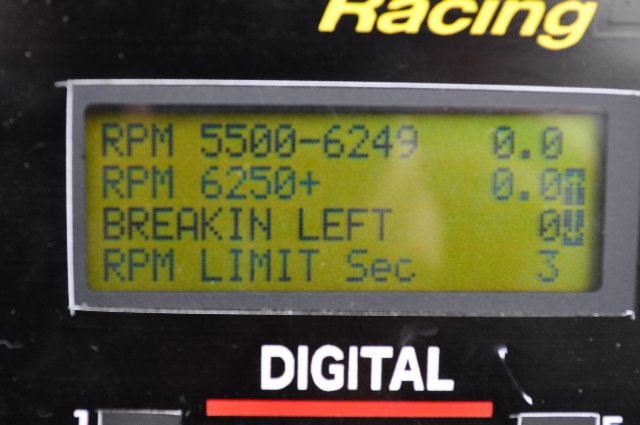 Racing
RPM 5500-6249 0.0
RPM 6250+ 0.0
BREAKIN LEFT 0
RPM LIMIT Sec 3
DIGITAL